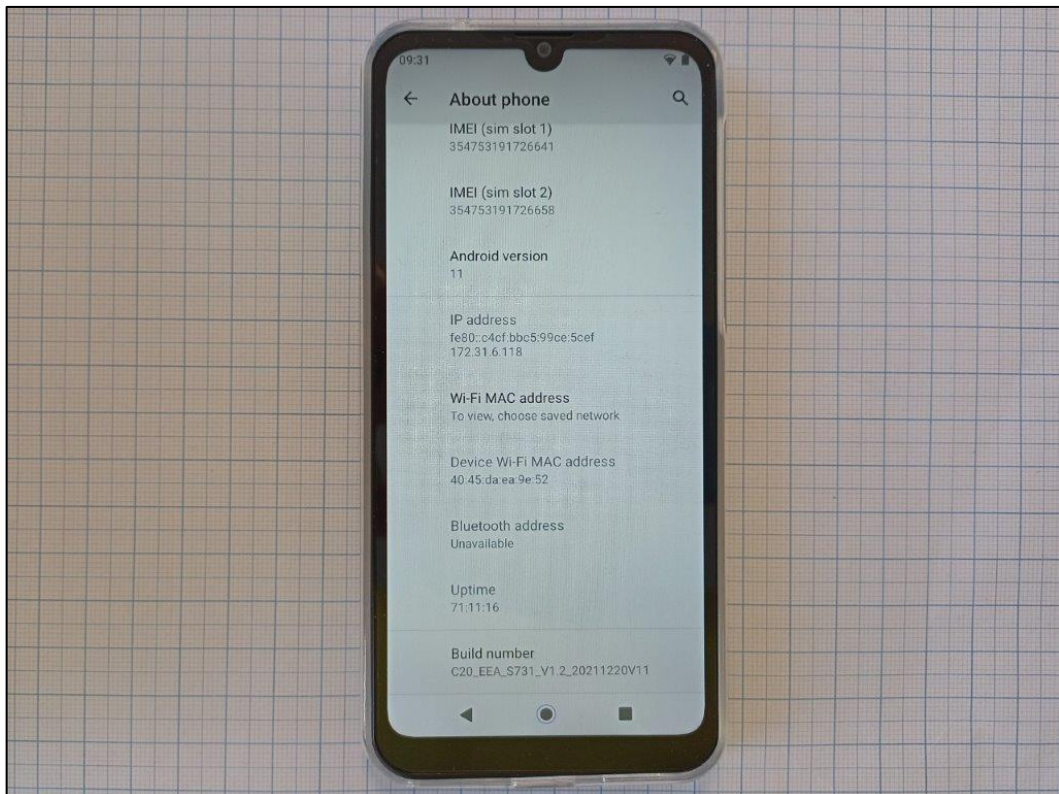 09:31
About phone
IMEI (sim slot 1)
354753191726641
IMEI (sim slot 2)
354753191726658
Android version
11
IP address
fe80::c4cf:bbc5:99ce:5cef
172.31.6.118
Wi-Fi MAC address
To view, choose saved network
Device Wi-Fi MAC address
40:45:da:ea:9e:52
Bluetooth address
Unavailable
Uptime
71:11:16
Build number
C20_EEA_S731_V1.2_20211220V11